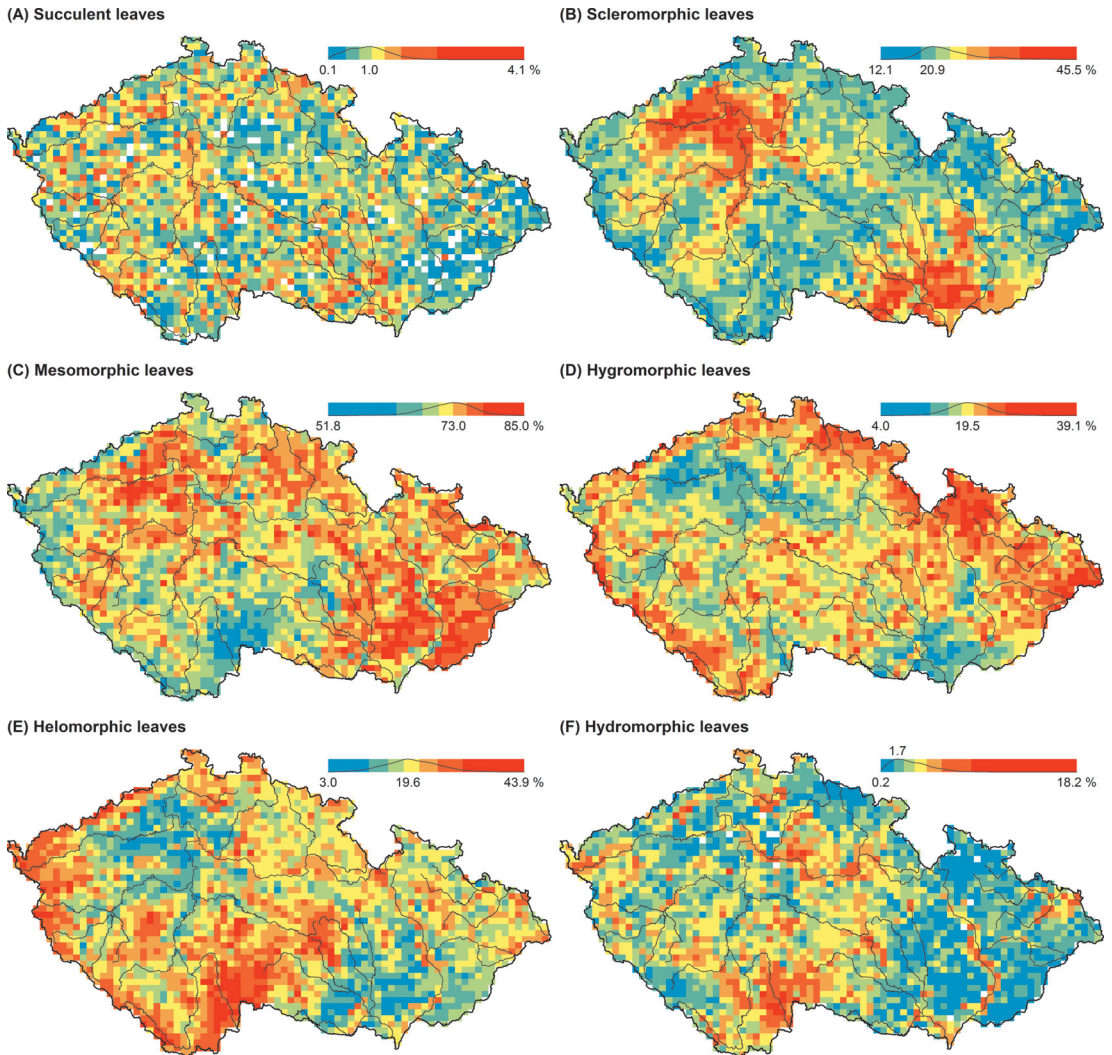 (A) Succulent leaves
0.1 1.0 4.1 %
(B) Scleromorphic leaves
12.1 20.9 45.5 %
(C) Mesomorphic leaves
51.8 73.0 85.0 %
(D) Hygromorphic leaves
4.0 19.5 39.1 %
(E) Helomorphic leaves
3.0 19.6 43.9 %
(F) Hydromorphic leaves
1.7
0.2 18.2 %